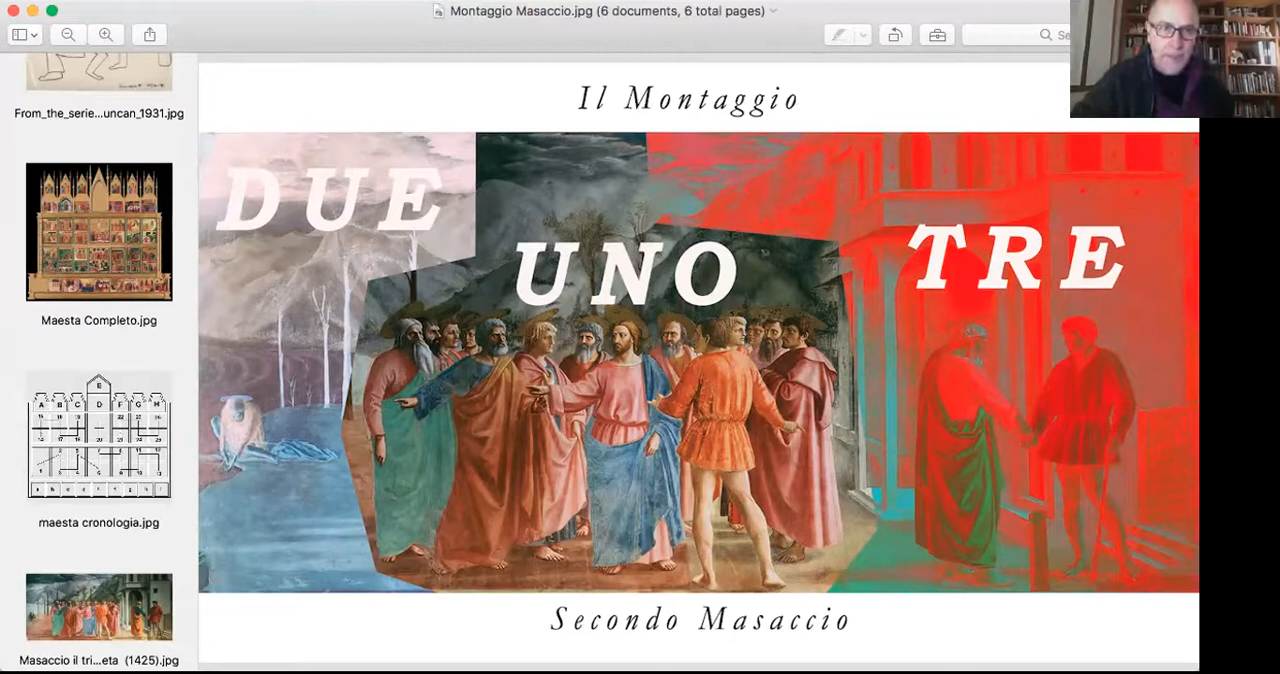 Montaggio Masaccio.jpg (6 documents, 6 total pages)
Se
From_the_serie...uncan_1931.jpg
Maesta Completo.jpg
maesta cronologia.jpg
Masaccio il tri...eta (1425).jpg
Il Montaggio
DUE
UNO
TRE
Secondo Masaccio